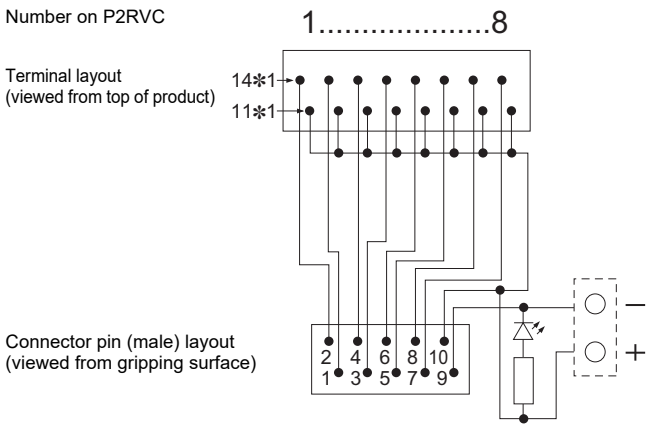 Number on P2RVC
1....................8
Terminal layout
(viewed from top of product)
14✻1
11✻1
−
+
Connector pin (male) layout
(viewed from gripping surface)
2 4 6 8 10
1 3 5 7 9